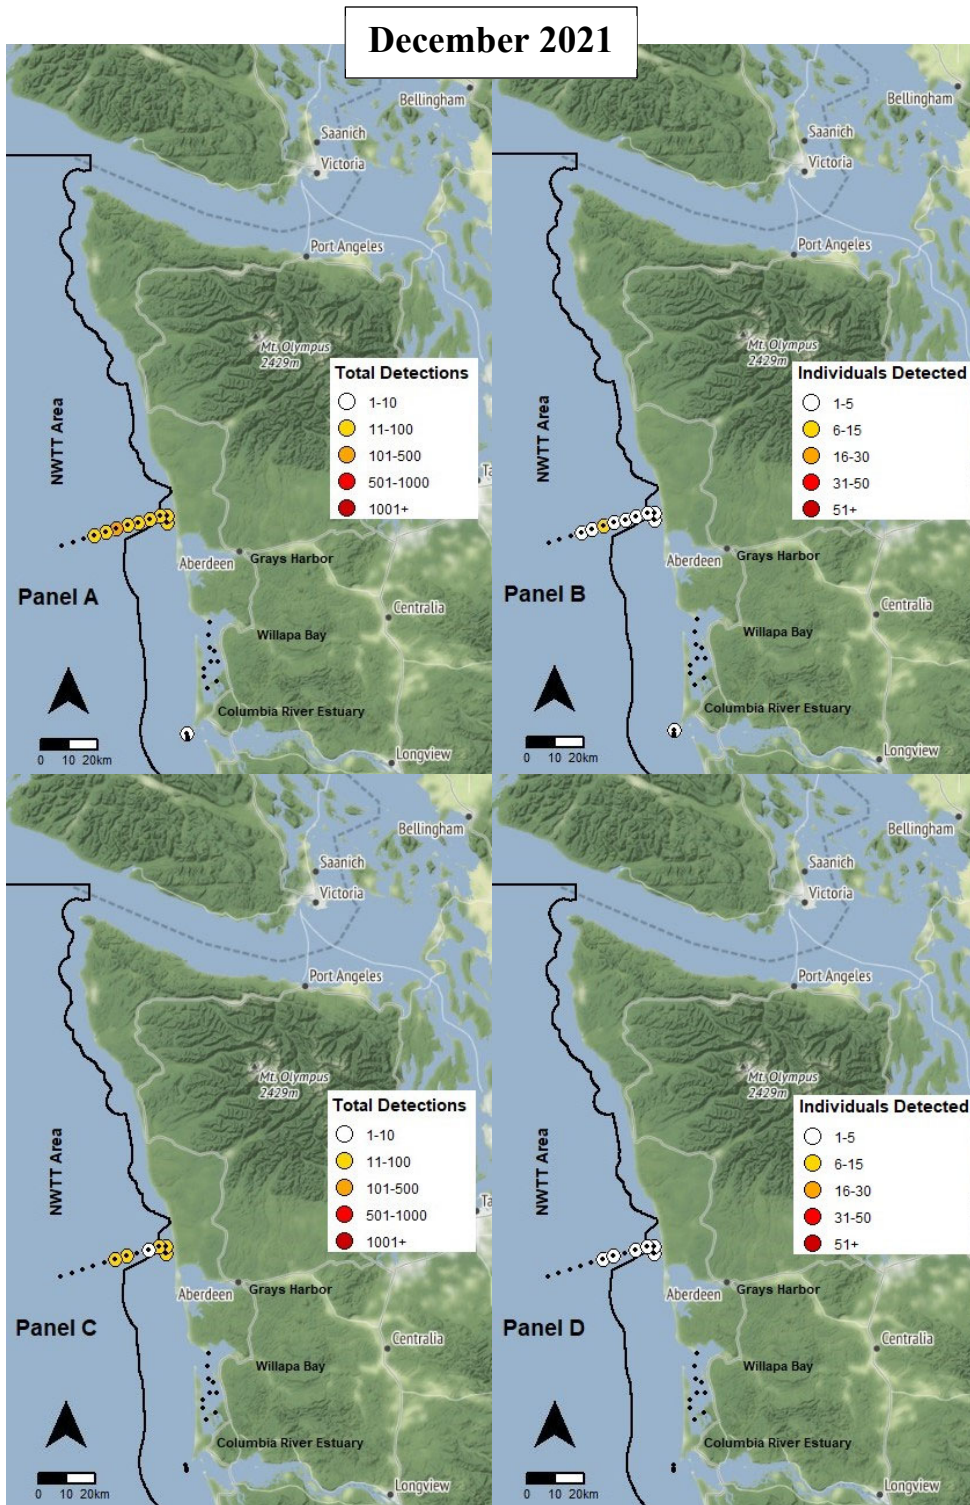 December 2021
Bellingham
Saanich
Victoria
Port Angeles
Mt. Olympus
2429m
Total Detections
1-10
11-100
101-500
501-1000
1001+
Ta
NWTT Area
Grays Harbor
Aberdeen
Panel A
Centralia
Willapa Bay
Columbia River Estuary
Longview
0 10 20km
Bellingham
Saanich
Victoria
Port Angeles
Mt. Olympus
2429m
Individuals Detected
1-5
6-15
16-30
31-50
51+
NWTT Area
Grays Harbor
Aberdeen
Panel B
Centralia
Willapa Bay
Columbia River Estuary
Longview
0 10 20km
Bellingham
Saanich
Victoria
Port Angeles
Mt. Olympus
2429m
Total Detections
1-10
11-100
101-500
501-1000
1001+
Ta
NWTT Area
Grays Harbor
Aberdeen
Panel C
Centralia
Willapa Bay
Columbia River Estuary
Longview
0 10 20km
Bellingham
Saanich
Victoria
Port Angeles
Mt. Olympus
2429m
Individuals Detected
1-5
6-15
16-30
31-50
51+
NWTT Area
Grays Harbor
Aberdeen
Panel D
Centralia
Willapa Bay
Columbia River Estuary
Longview
0 10 20km